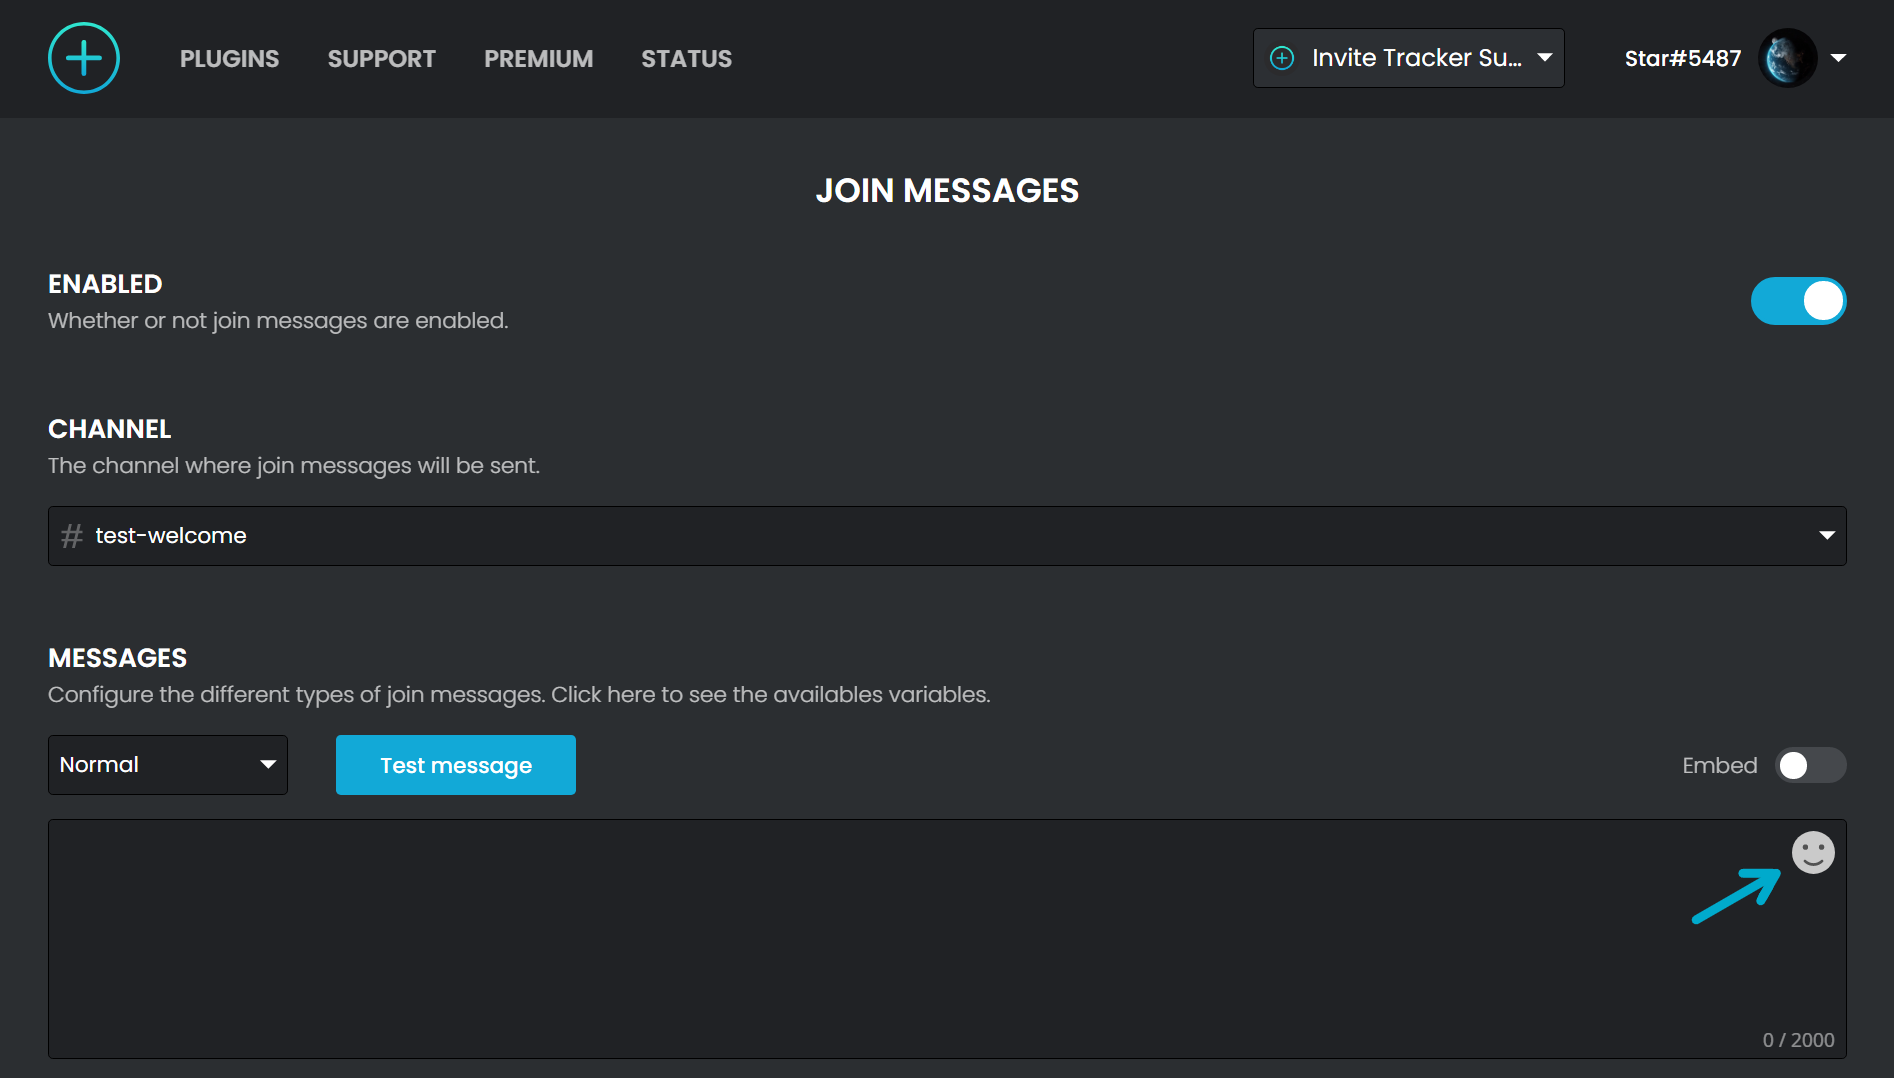 PLUGINS SUPPORT PREMIUM STATUS Invite Tracker Su... Star#5487
JOIN MESSAGES
ENABLED
Whether or not join messages are enabled.
CHANNEL
The channel where join messages will be sent.
# test-welcome
MESSAGES
Configure the different types of join messages. Click here to see the availables variables.
Normal Test message Embed
0 / 2000